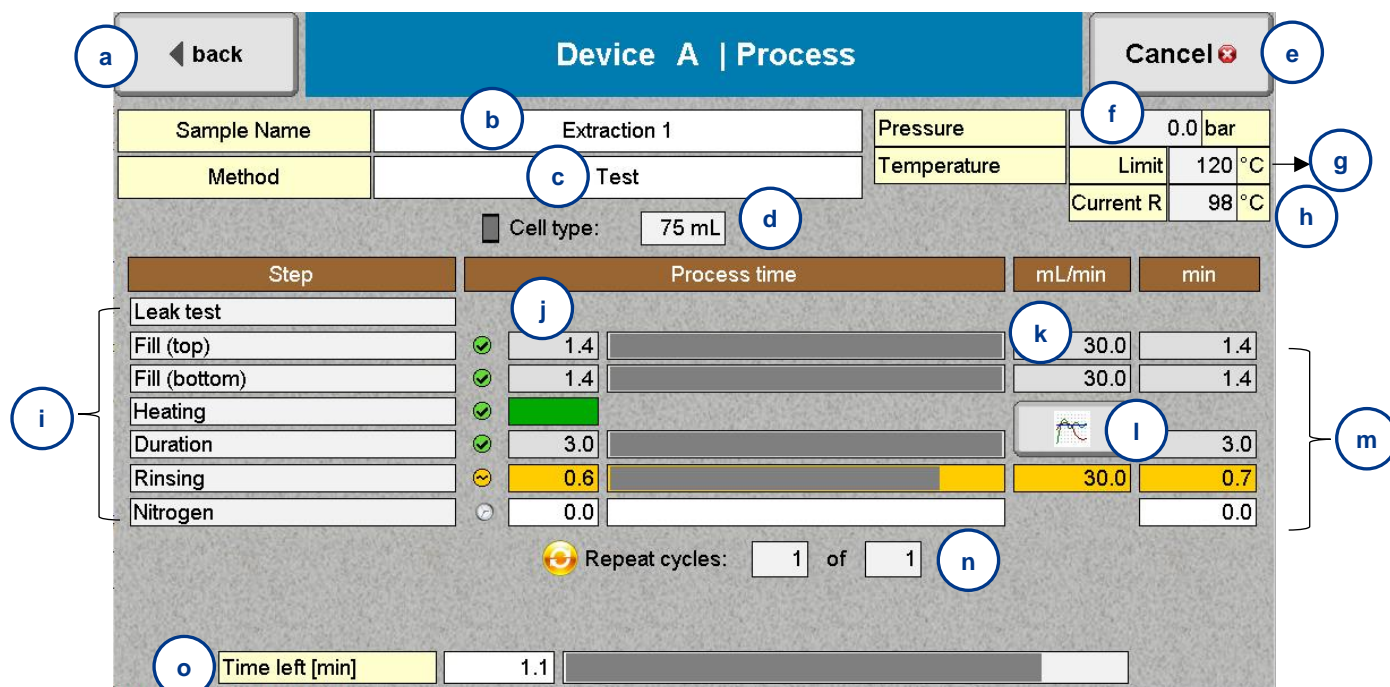 a back Device A | Process Cancel e
Sample Name b Extraction 1 Pressure f 0.0 bar
Method c Test Temperature Limit 120 °C g
Current R 98 °C h
Cell type: 75 mL d
Step Process time mL/min min
Leak test j
Fill (top) 1.4 k 30.0 1.4
Fill (bottom) 1.4 30.0 1.4
i Heating l
Duration 3.0 3.0 m
Rinsing 0.6 30.0 0.7
Nitrogen 0.0 0.0
Repeat cycles: 1 of 1 n
o Time left [min] 1.1